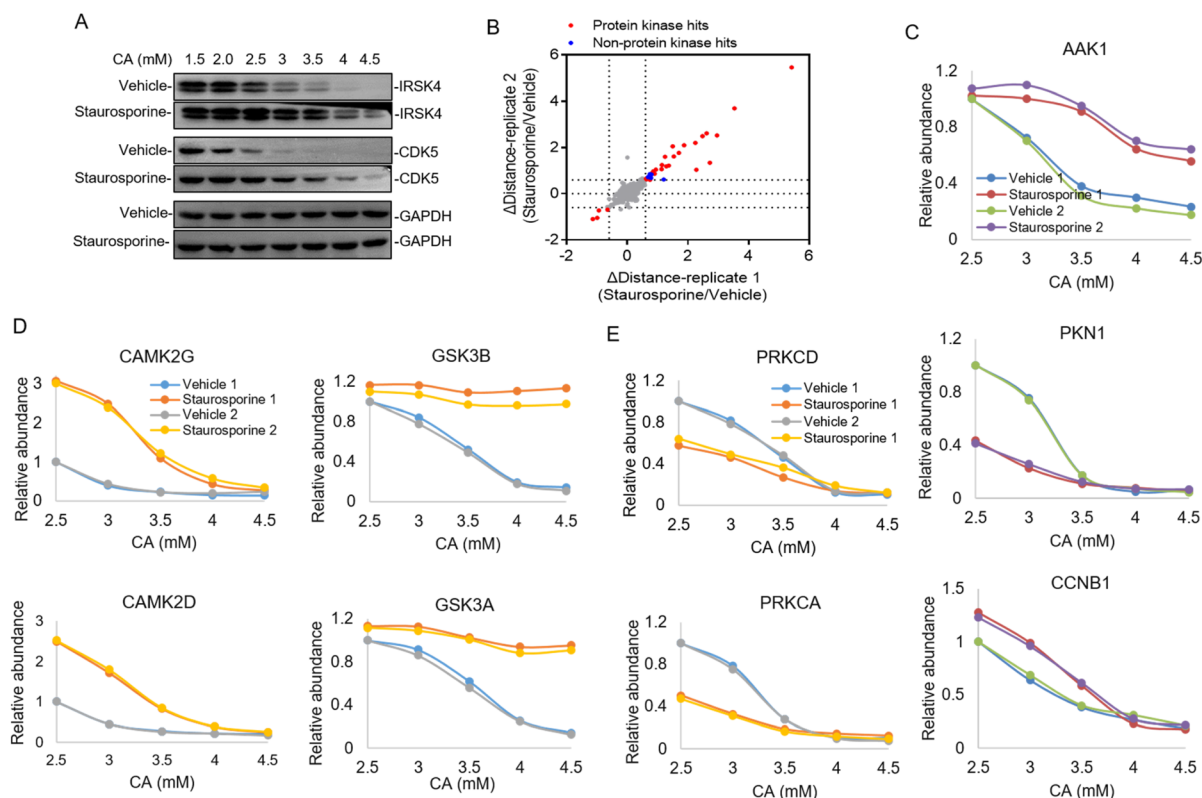 A
CA (mM)
1.5 2.0 2.5 3 3.5 4 4.5
Vehicle- -IRSK4
Staurosporine- -IRSK4
Vehicle- -CDK5
Staurosporine- -CDK5
Vehicle- -GAPDH
Staurosporine- -GAPDH
B
Protein kinase hits
Non-protein kinase hits
ΔDistance-replicate 2
(Staurosporine/Vehicle)
6
4
2
0
-2
-2 0 2 4 6
ΔDistance-replicate 1
(Staurosporine/Vehicle)
C
AAK1
Relative abundance
1.2
0.8
0.4
0
Vehicle 1
Staurosporine 1
Vehicle 2
Staurosporine 2
2.5 3 3.5 4 4.5
CA (mM)
D
CAMK2G
Relative abundance
3
2
1
0
Vehicle 1
Staurosporine 1
Vehicle 2
Staurosporine 2
2.5 3 3.5 4 4.5
CA (mM)
GSK3B
Relative abundance
1.2
0.8
0.4
0
2.5 3 3.5 4 4.5
CA (mM)
CAMK2D
Relative abundance
3
2
1
0
2.5 3 3.5 4 4.5
CA (mM)
GSK3A
Relative abundance
1.2
0.8
0.4
0
2.5 3 3.5 4 4.5
CA (mM)
E
PRKCD
Relative abundance
1.2
0.8
0.4
0
Vehicle 1
Staurosporine 1
Vehicle 2
Staurosporine 1
2.5 3 3.5 4 4.5
CA (mM)
PKN1
Relative abundance
1.2
0.8
0.4
0
2.5 3 3.5 4 4.5
CA (mM)
PRKCA
Relative abundance
1.2
0.8
0.4
0
2.5 3 3.5 4 4.5
CA (mM)
CCNB1
Relative abundance
1.5
1
0.5
0
2.5 3 3.5 4 4.5
CA (mM)